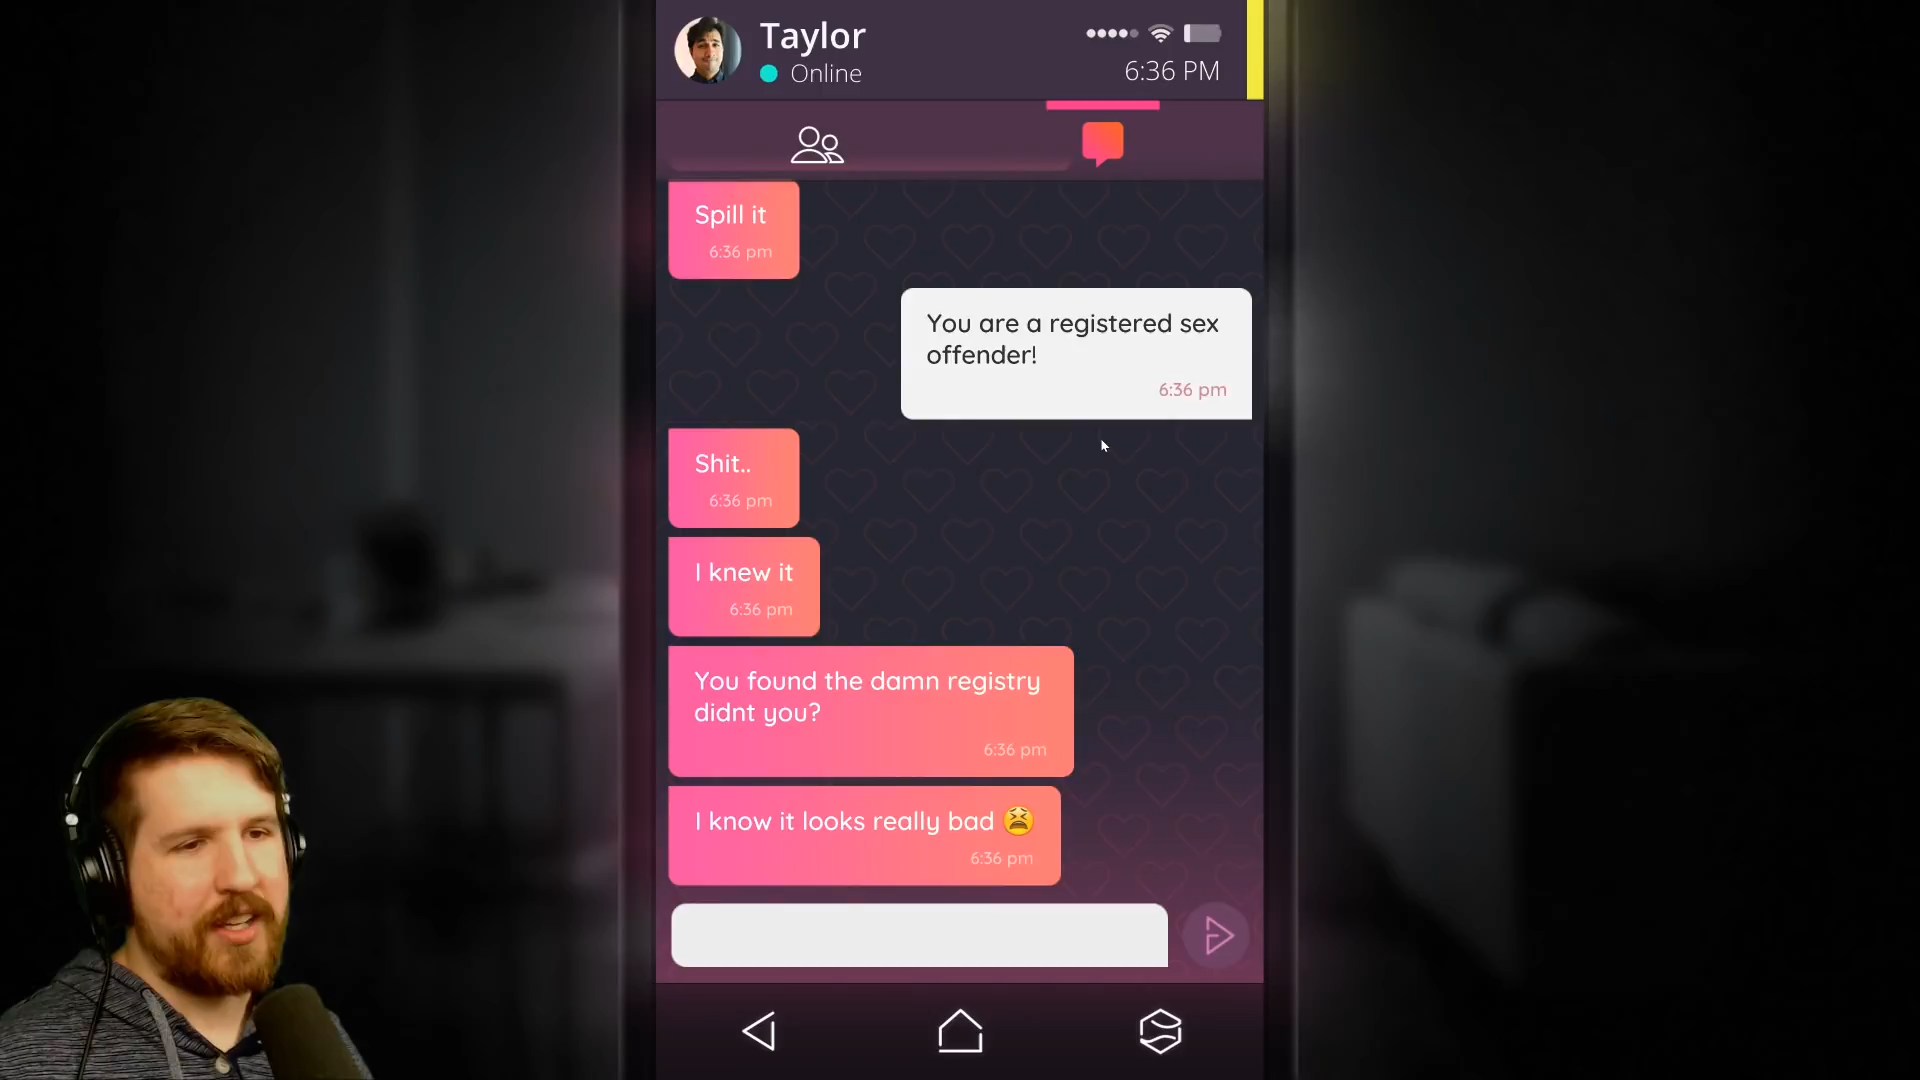 Taylor
Online
6:36 PM
Spill it
6:36 pm
You are a registered sex
offender!
6:36 pm
Shit..
6:36 pm
I knew it
6:36 pm
You found the damn registry
didnt you?
6:36 pm
I know it looks really bad 😫
6:36 pm